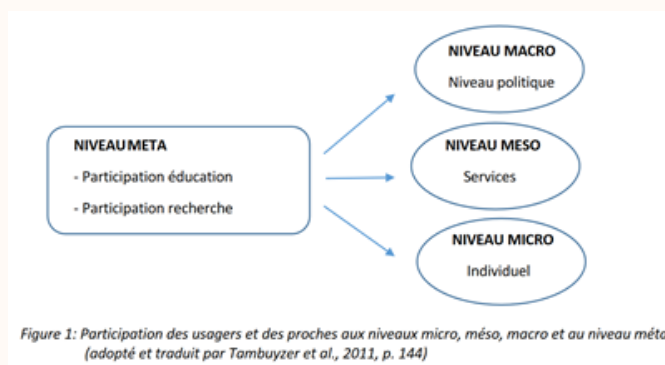 NIVEAU META
- Participation éducation
- Participation recherche
NIVEAU MACRO
Niveau politique
NIVEAU MESO
Services
NIVEAU MICRO
Individuel
Figure 1: Participation des usagers et des proches aux niveaux micro, méso, macro et au niveau méta
(adopté et traduit par Tambuyzer et al., 2011, p. 144)